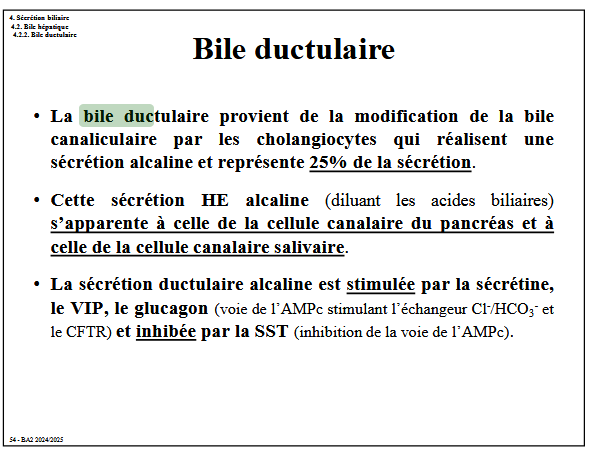 4. Sécrétion biliaire
4.2. Bile hépatique
4.2.2. Bile ductulaire
Bile ductulaire
• La bile ductulaire provient de la modification de la bile
canaliculaire par les cholangiocytes qui réalisent une
sécrétion alcaline et représente 25% de la sécrétion.
• Cette sécrétion HE alcaline (diluant les acides biliaires)
s’apparente à celle de la cellule canalaire du pancréas et à
celle de la cellule canalaire salivaire.
• La sécrétion ductulaire alcaline est stimulée par la sécrétine,
le VIP, le glucagon (voie de l’AMPc stimulant l’échangeur Cl⁻/HCO₃⁻ et
le CFTR) et inhibée par la SST (inhibition de la voie de l’AMPc).
54 - BA2 2024/2025